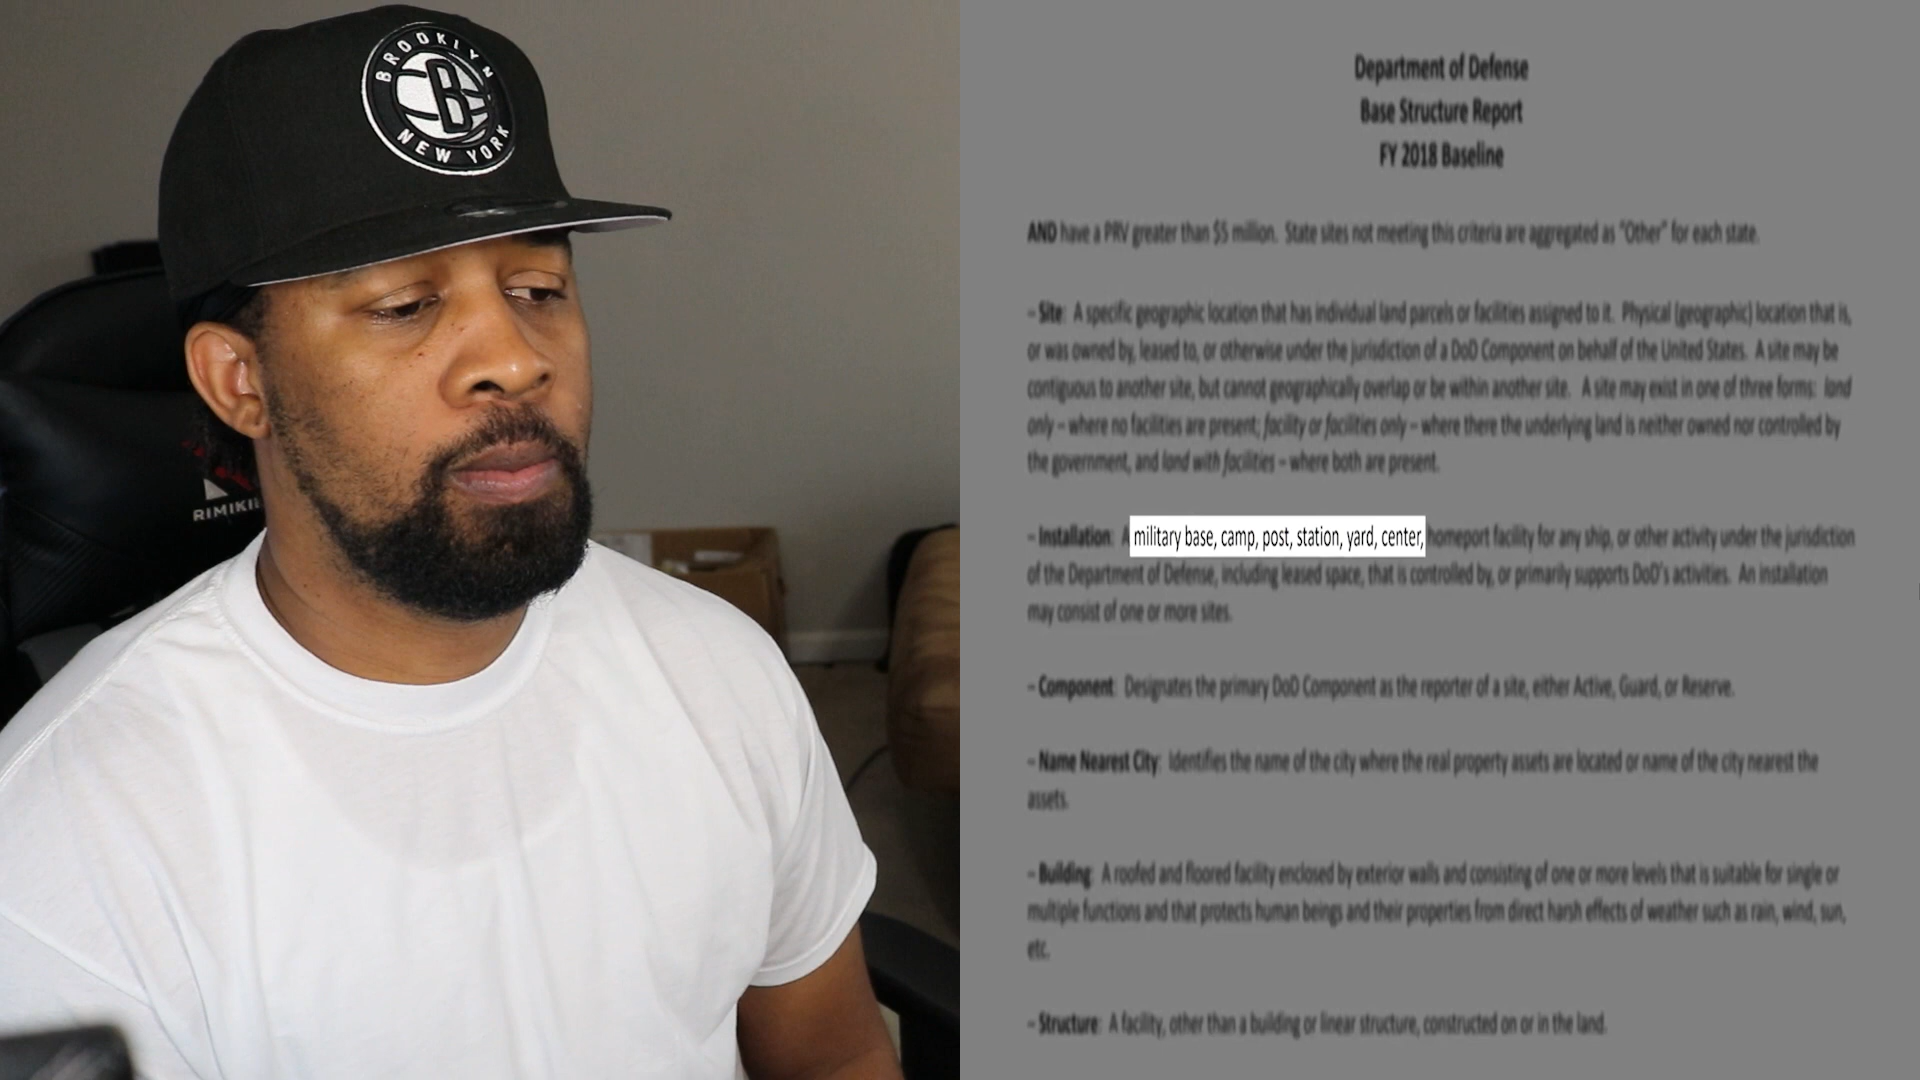 BROOKLYN
B
NEW YORK
RIMIKI
Department of Defense
Base Structure Report
FY 2018 Baseline
AND have a PRV greater than $5 million. State sites not meeting this criteria are aggregated as "Other" for each state.
– Site: A specific geographic location that has individual land parcels or facilities assigned to it. Physical (geographic) location that is,
or was owned by, leased to, or otherwise under the jurisdiction of a DoD Component on behalf of the United States. A site may be
contiguous to another site, but cannot geographically overlap or be within another site. A site may exist in one of three forms: land
only – where no facilities are present; facility or facilities only – where there the underlying land is neither owned nor controlled by
the government, and land with facilities – where both are present.
– Installation: A military base, camp, post, station, yard, center, homeport facility for any ship, or other activity under the jurisdiction
of the Department of Defense, including leased space, that is controlled by, or primarily supports DoD's activities. An installation
may consist of one or more sites.
– Component: Designates the primary DoD Component as the reporter of a site, either Active, Guard, or Reserve.
– Name Nearest City: Identifies the name of the city where the real property assets are located or name of the city nearest the
assets.
– Building: A roofed and floored facility enclosed by exterior walls and consisting of one or more levels that is suitable for single or
multiple functions and that protects human beings and their properties from direct harsh effects of weather such as rain, wind, sun,
etc.
– Structure: A facility, other than a building or linear structure, constructed on or in the land.